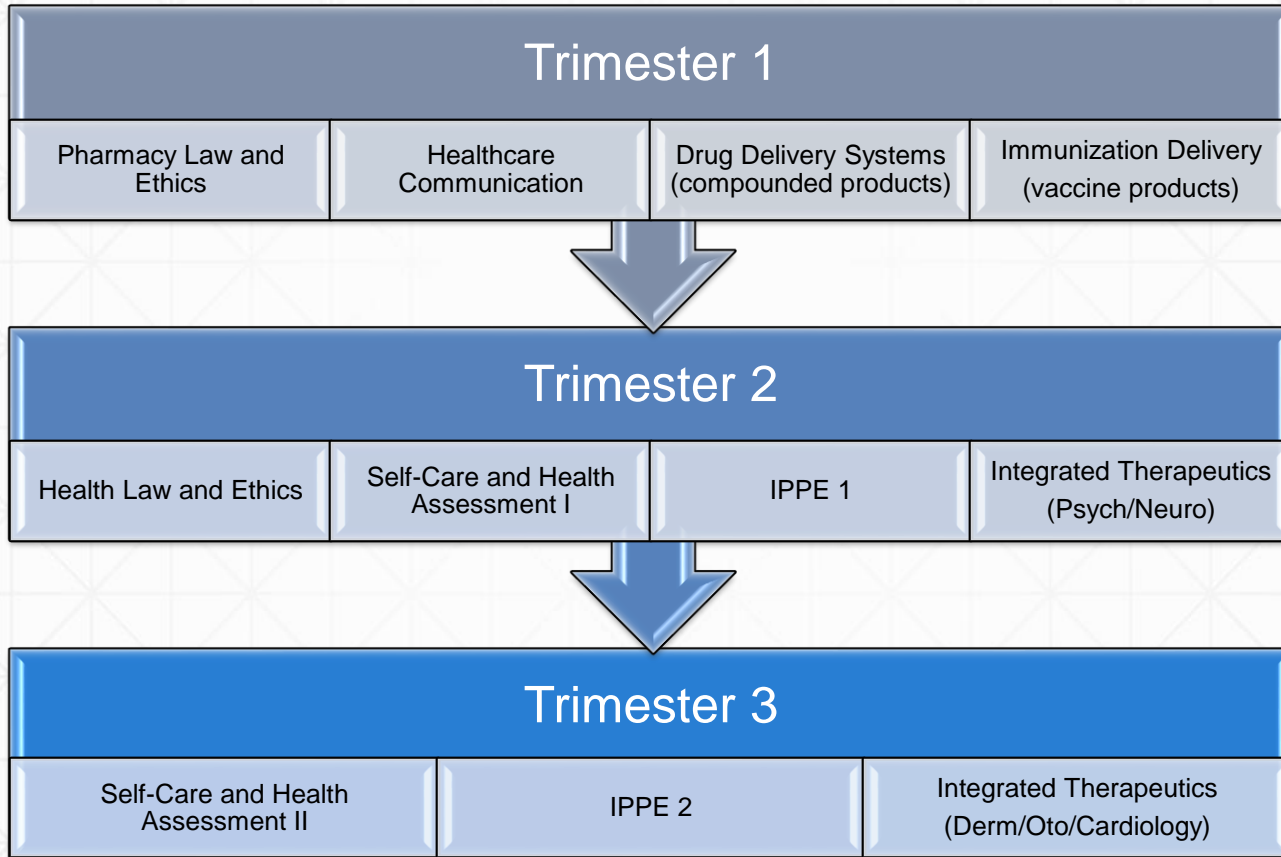 Trimester 1
Pharmacy Law and
Ethics
Healthcare
Communication
Drug Delivery Systems
(compounded products)
Immunization Delivery
(vaccine products)
Trimester 2
Health Law and Ethics
Self-Care and Health
Assessment I
IPPE 1
Integrated Therapeutics
(Psych/Neuro)
Trimester 3
Self-Care and Health
Assessment II
IPPE 2
Integrated Therapeutics
(Derm/Oto/Cardiology)